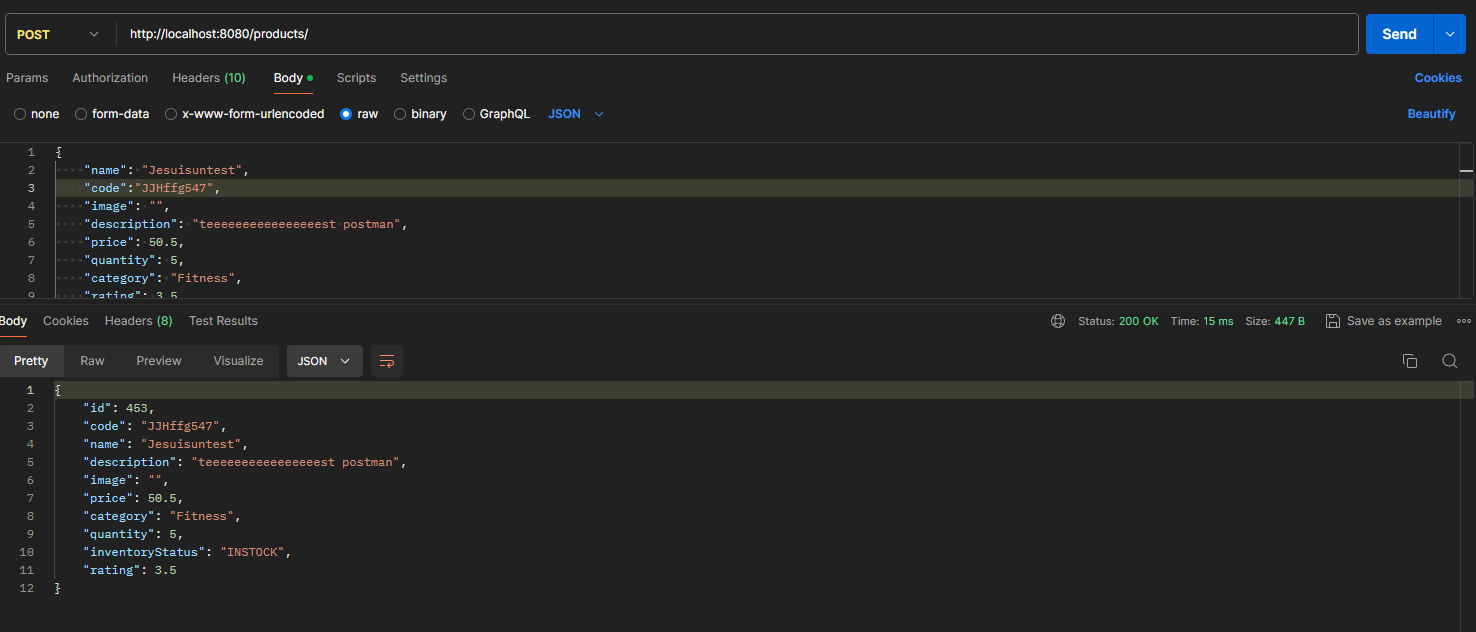 POST http://localhost:8080/products/ Send
Params Authorization Headers (10) Body Scripts Settings Cookies
none form-data x-www-form-urlencoded raw binary GraphQL JSON Beautify
1 {
2 "name": "Jesuisuntest",
3 "code":"JJHffg547",
4 "image": "",
5 "description": "teeeeeeeeeeeeeeeest postman",
6 "price": 50.5,
7 "quantity": 5,
8 "category": "Fitness",
9 "rating": 3.5
Body Cookies Headers (8) Test Results Status: 200 OK Time: 15 ms Size: 447 B Save as example
Pretty Raw Preview Visualize JSON
1 {
2 "id": 453,
3 "code": "JJHffg547",
4 "name": "Jesuisuntest",
5 "description": "teeeeeeeeeeeeeeeest postman",
6 "image": "",
7 "price": 50.5,
8 "category": "Fitness",
9 "quantity": 5,
10 "inventoryStatus": "INSTOCK",
11 "rating": 3.5
12 }